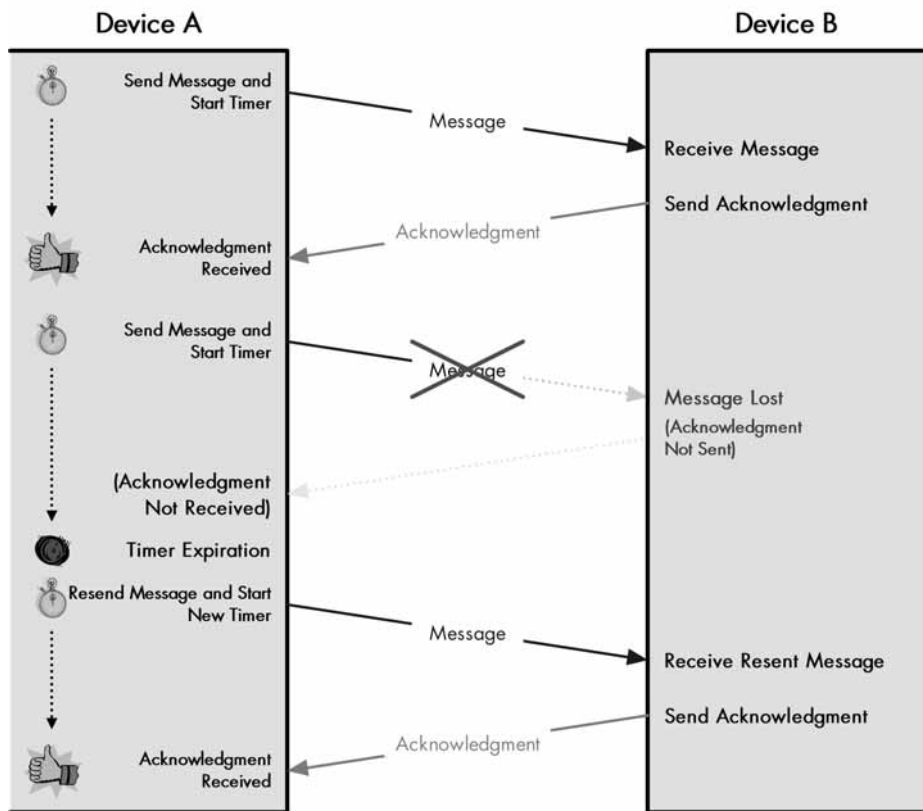 Device A
Device B
Send Message and
Start Timer
Message
Receive Message
Send Acknowledgment
Acknowledgment
Acknowledgment
Received
Send Message and
Start Timer
Message
Message Lost
(Acknowledgment
Not Sent)
(Acknowledgment
Not Received)
Timer Expiration
Resend Message and Start
New Timer
Message
Receive Resent Message
Send Acknowledgment
Acknowledgment
Acknowledgment
Received